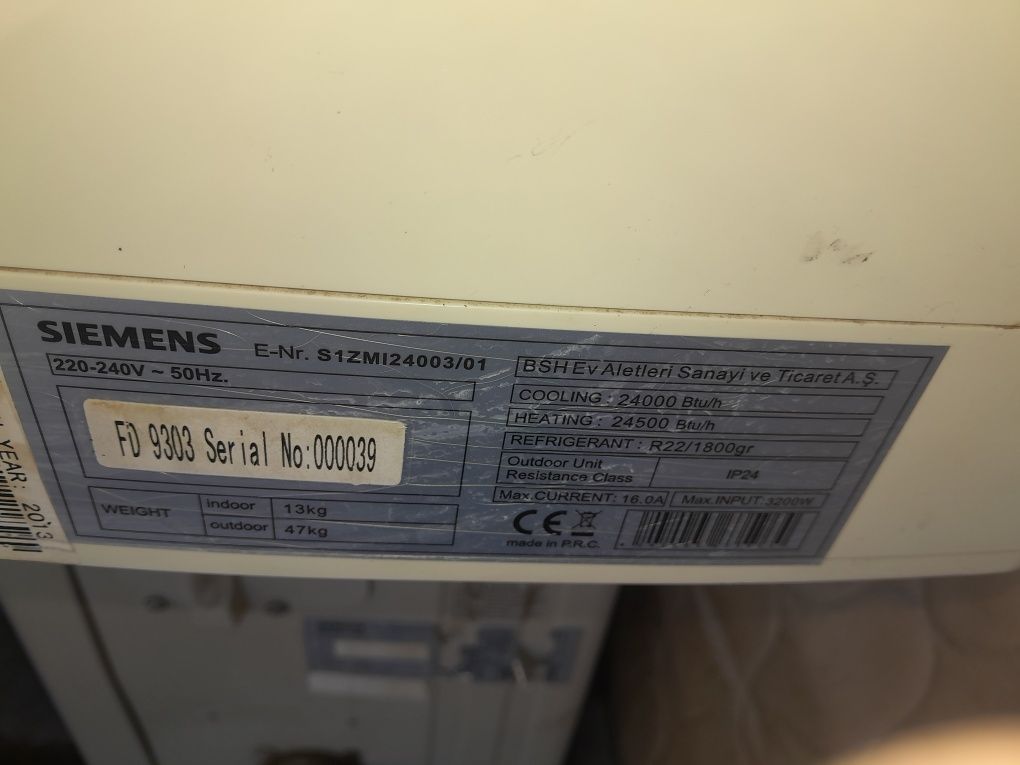 SIEMENS E-Nr. S1ZMI24003/01
220-240V ~ 50Hz.
FD 9303 Serial No:000039
WEIGHT
indoor 13kg
outdoor 47kg
BSH Ev Aletleri Sanayi ve Ticaret A.Ş.
COOLING : 24000 Btu/h
HEATING : 24500 Btu/h
REFRIGERANT : R22/1800gr
Outdoor Unit
Resistance Class IP24
Max.CURRENT: 16.0A Max.INPUT: 3200W
CE
made in P.R.C.
YEAR: 2013